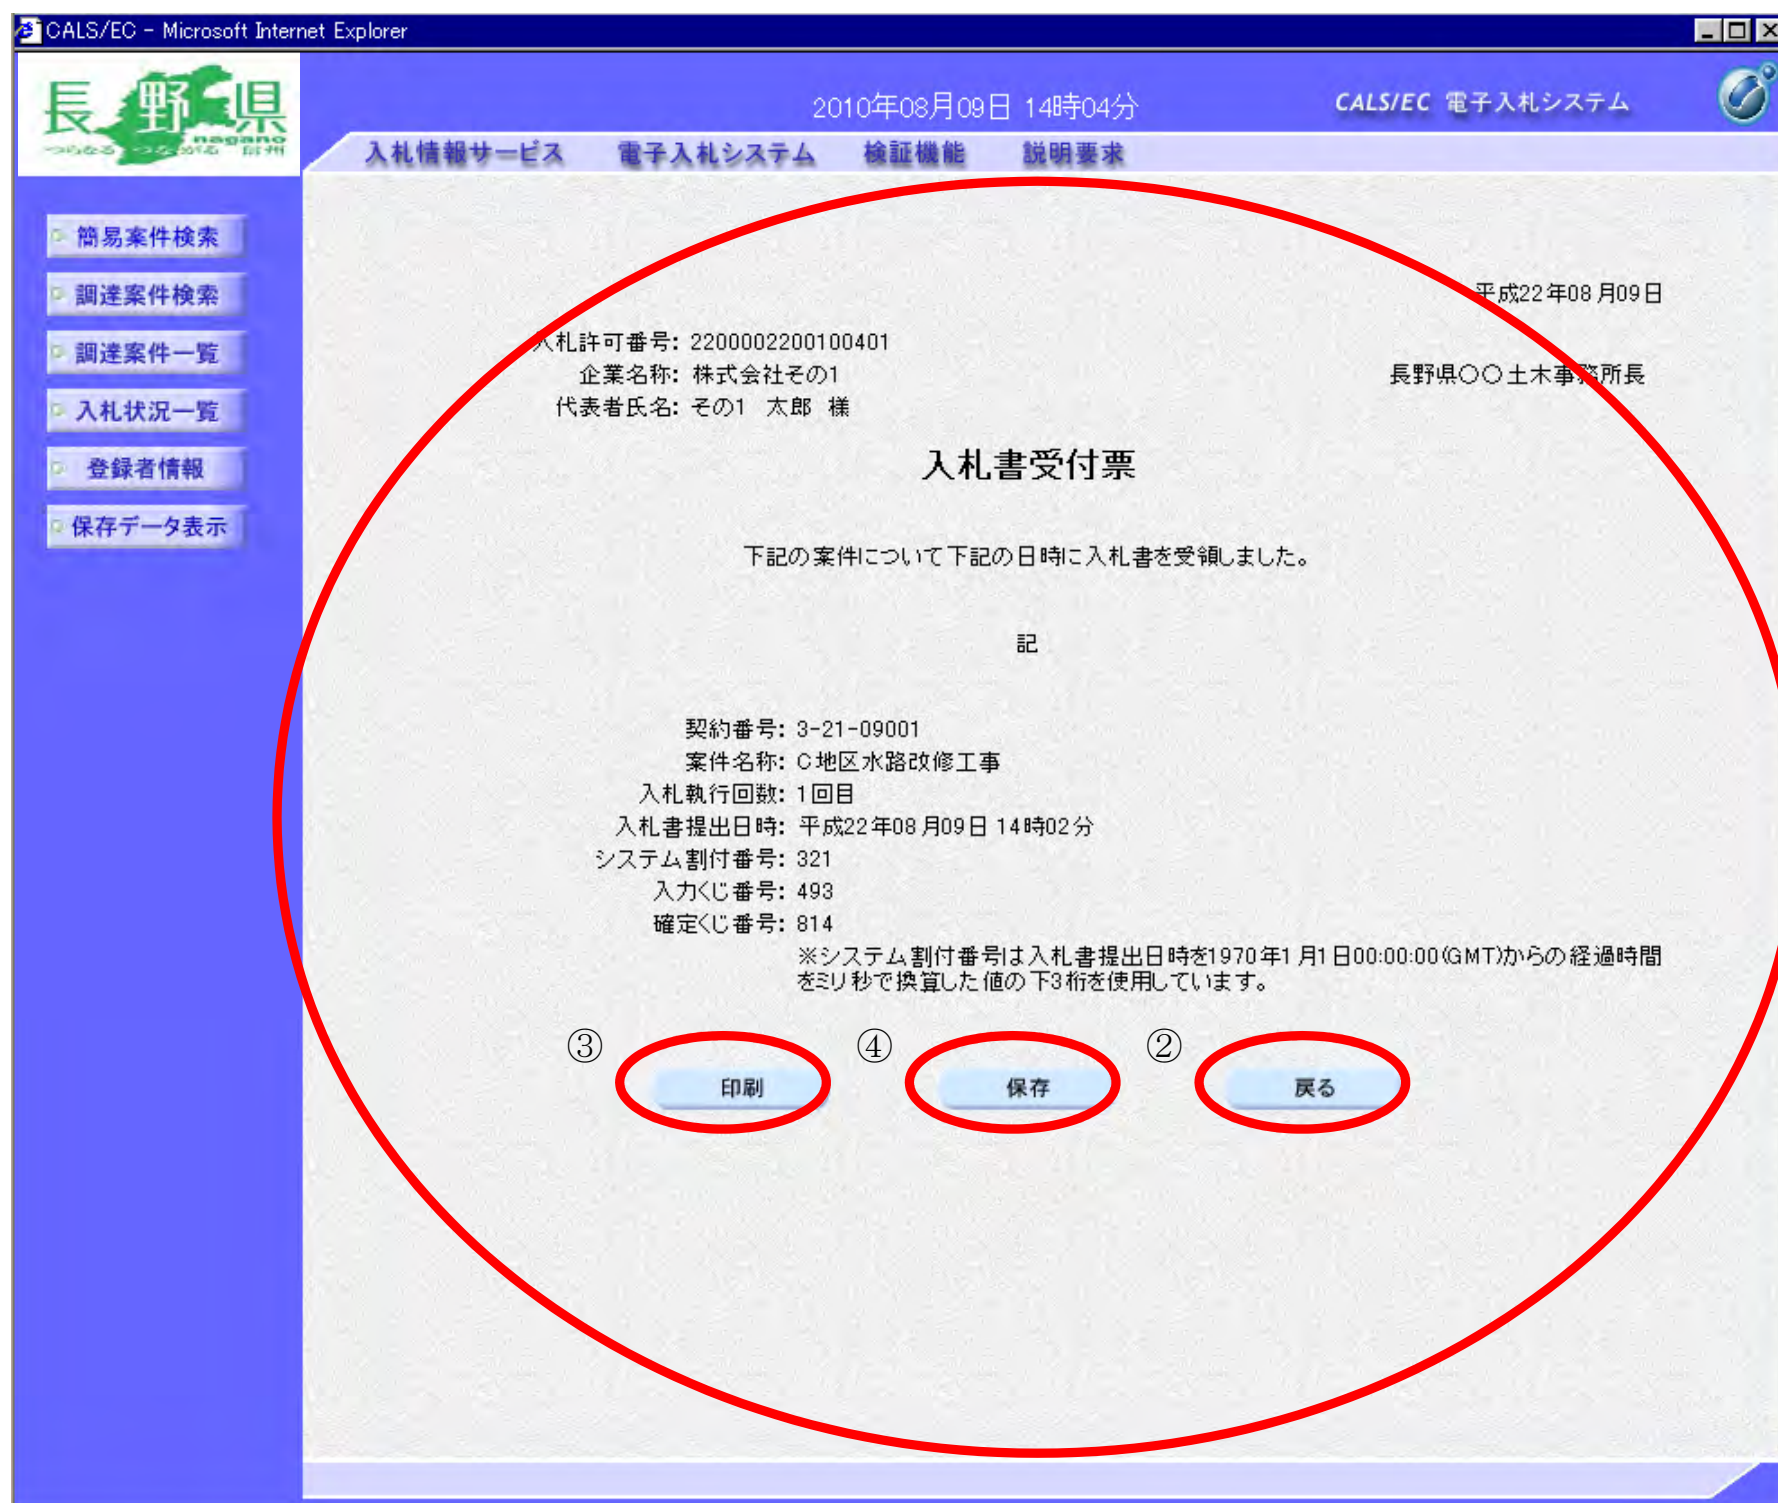 CALS/EC - Microsoft Internet Explorer
長野県
nagano
つらなる つながる 信州
2010年08月09日 14時04分
CALS/EC 電子入札システム
入札情報サービス 電子入札システム 検証機能 説明要求
簡易案件検索
調達案件検索
調達案件一覧
入札状況一覧
登録者情報
保存データ表示
平成22年08月09日
入札許可番号: 2200002200100401
企業名称: 株式会社その1
長野県〇〇土木事務所長
代表者氏名: その1 太郎 様
入札書受付票
下記の案件について下記の日時に入札書を受領しました。
記
契約番号: 3-21-09001
案件名称: C地区水路改修工事
入札執行回数: 1回目
入札書提出日時: 平成22年08月09日 14時02分
システム割付番号: 321
入力くじ番号: 493
確定くじ番号: 814
※システム割付番号は入札書提出日時を1970年1月1日00:00:00(GMT)からの経過時間
をミリ秒で換算した値の下3桁を使用しています。
③ 印刷 ④ 保存 ② 戻る